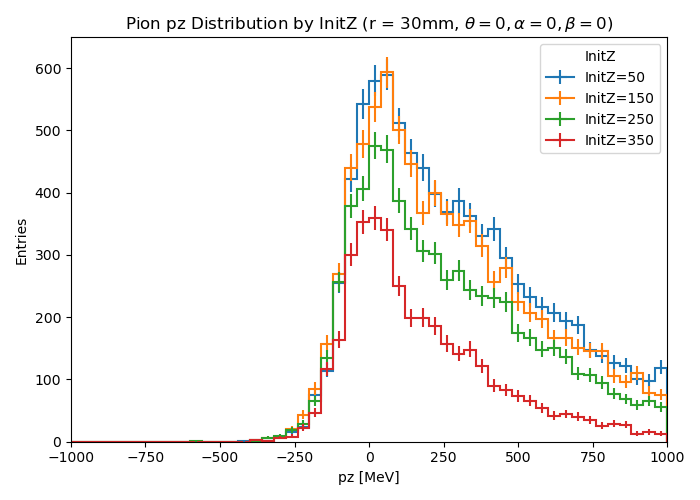 Pion pz Distribution by InitZ (r = 30mm, θ = 0, α = 0, β = 0)
InitZ
InitZ=50
InitZ=150
InitZ=250
InitZ=350
Entries
600
500
400
300
200
100
0
−1000 −750 −500 −250 0 250 500 750 1000
pz [MeV]